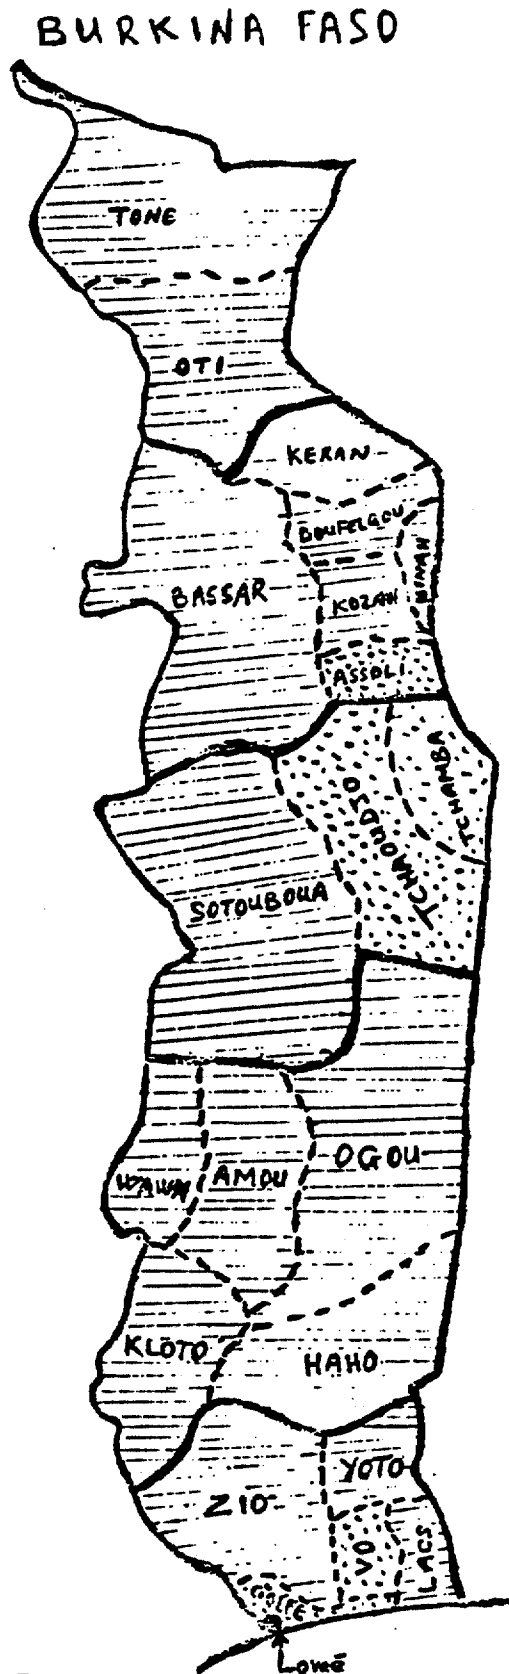 BURKINA FASO
TONE
OTI
KERAN
DOUFELGOU
BINAH
BASSAR
KOZAH
ASSOLI
TCHAOUDJO
TCHAMBA
SOTOUBOUA
OGOU
WAWA
AMOU
KLOTO
HAHO
YOTO
ZIO
VO
LACS
GOLFE
Lomé